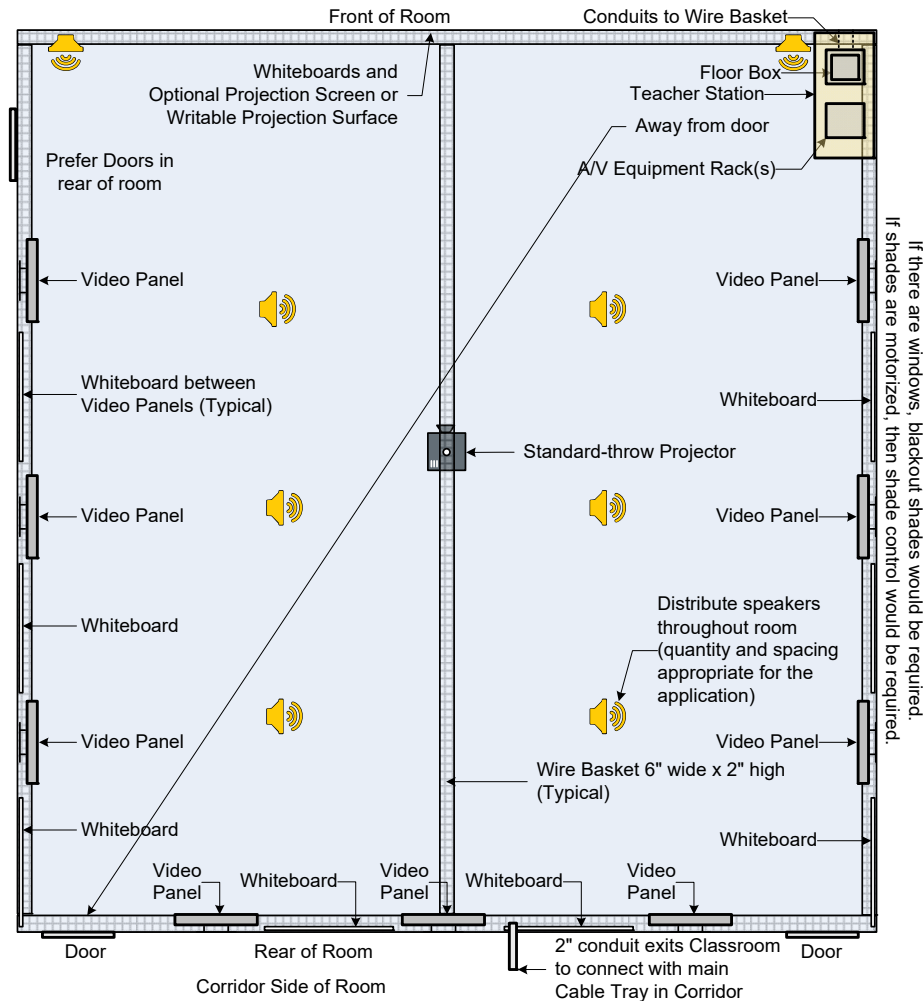 Front of Room
Conduits to Wire Basket
Whiteboards and
Optional Projection Screen or
Writable Projection Surface
Floor Box
Teacher Station
Away from door
A/V Equipment Rack(s)
Prefer Doors in
rear of room
Video Panel
Video Panel
If there are windows, blackout shades would be required.
If shades are motorized, then shade control would be required.
Whiteboard between
Video Panels (Typical)
Whiteboard
Standard-throw Projector
Video Panel
Video Panel
Whiteboard
Distribute speakers
throughout room
(quantity and spacing
appropriate for the
application)
Video Panel
Video Panel
Wire Basket 6" wide x 2" high
(Typical)
Whiteboard
Whiteboard
Video
Panel
Whiteboard
Video
Panel
Whiteboard
Video
Panel
Door
Rear of Room
2" conduit exits Classroom
to connect with main
Cable Tray in Corridor
Door
Corridor Side of Room